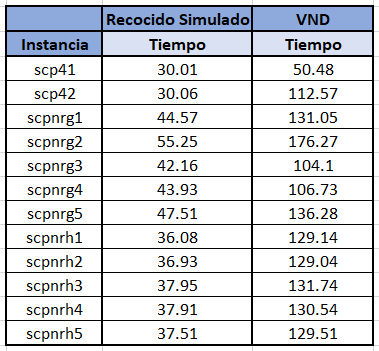 Recocido Simulado VND
Instancia Tiempo Tiempo
scp41 30.01 50.48
scp42 30.06 112.57
scpnrg1 44.57 131.05
scpnrg2 55.25 176.27
scpnrg3 42.16 104.1
scpnrg4 43.93 106.73
scpnrg5 47.51 136.28
scpnrh1 36.08 129.14
scpnrh2 36.93 129.04
scpnrh3 37.95 131.74
scpnrh4 37.91 130.54
scpnrh5 37.51 129.51